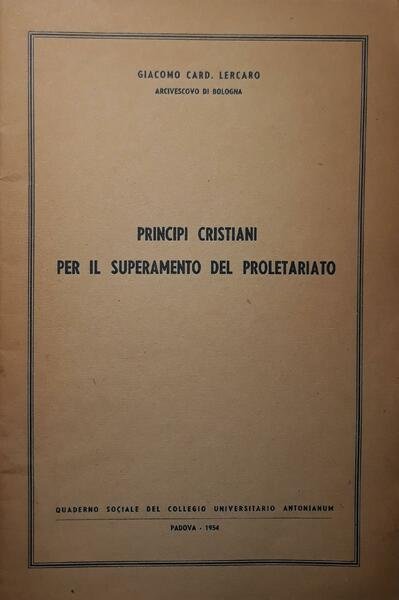 GIACOMO CARD. LERCARO
ARCIVESCOVO DI BOLOGNA
PRINCIPI CRISTIANI
PER IL SUPERAMENTO DEL PROLETARIATO
QUADERNO SOCIALE DEL COLLEGIO UNIVERSITARIO ANTONIANUM
PADOVA - 1954